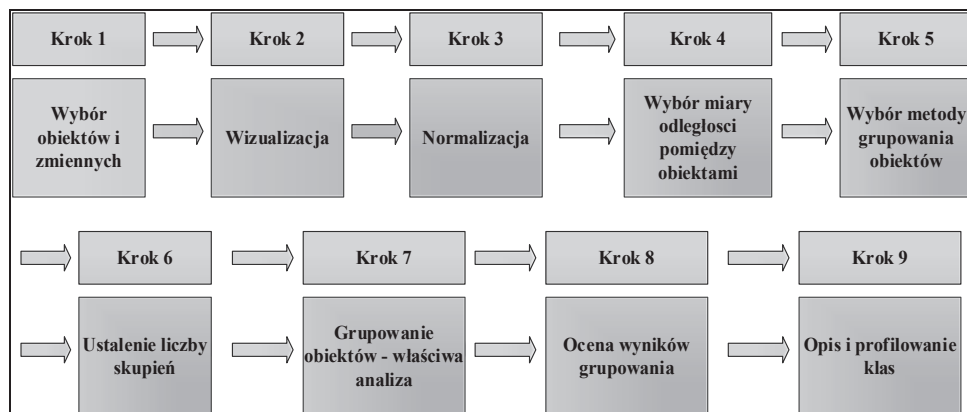 Krok 1
Krok 2
Krok 3
Krok 4
Krok 5
Wybór
obiektów i
zmiennych
Wizualizacja
Normalizacja
Wybór miary
odległosci
pomiędzy
obiektami
Wybór metody
grupowania
obiektów
Krok 6
Krok 7
Krok 8
Krok 9
Ustalenie liczby
skupień
Grupowanie
obiektów - właściwa
analiza
Ocena wyników
grupowania
Opis i profilowanie
klas